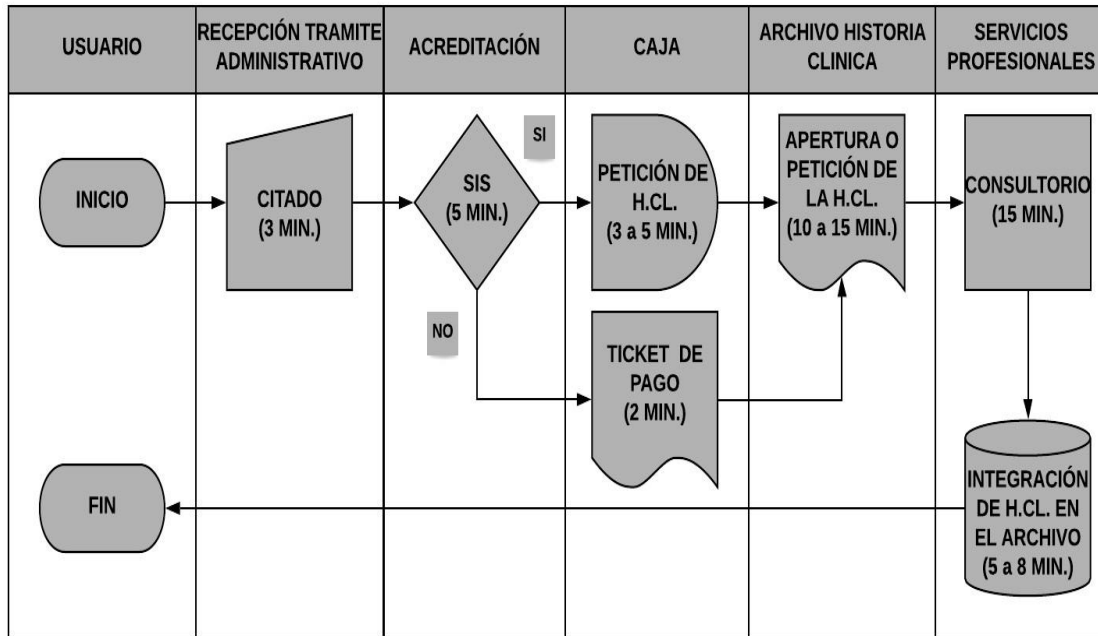 USUARIO
RECEPCIÓN TRAMITE
ADMINISTRATIVO
ACREDITACIÓN
CAJA
ARCHIVO HISTORIA
CLINICA
SERVICIOS
PROFESIONALES
INICIO
CITADO
(3 MIN.)
SIS
(5 MIN.)
SI
PETICIÓN DE
H.CL.
(3 a 5 MIN.)
APERTURA O
PETICIÓN DE
LA H.CL.
(10 a 15 MIN.)
CONSULTORIO
(15 MIN.)
NO
TICKET DE
PAGO
(2 MIN.)
FIN
INTEGRACIÓN
DE H.CL. EN
EL ARCHIVO
(5 a 8 MIN.)